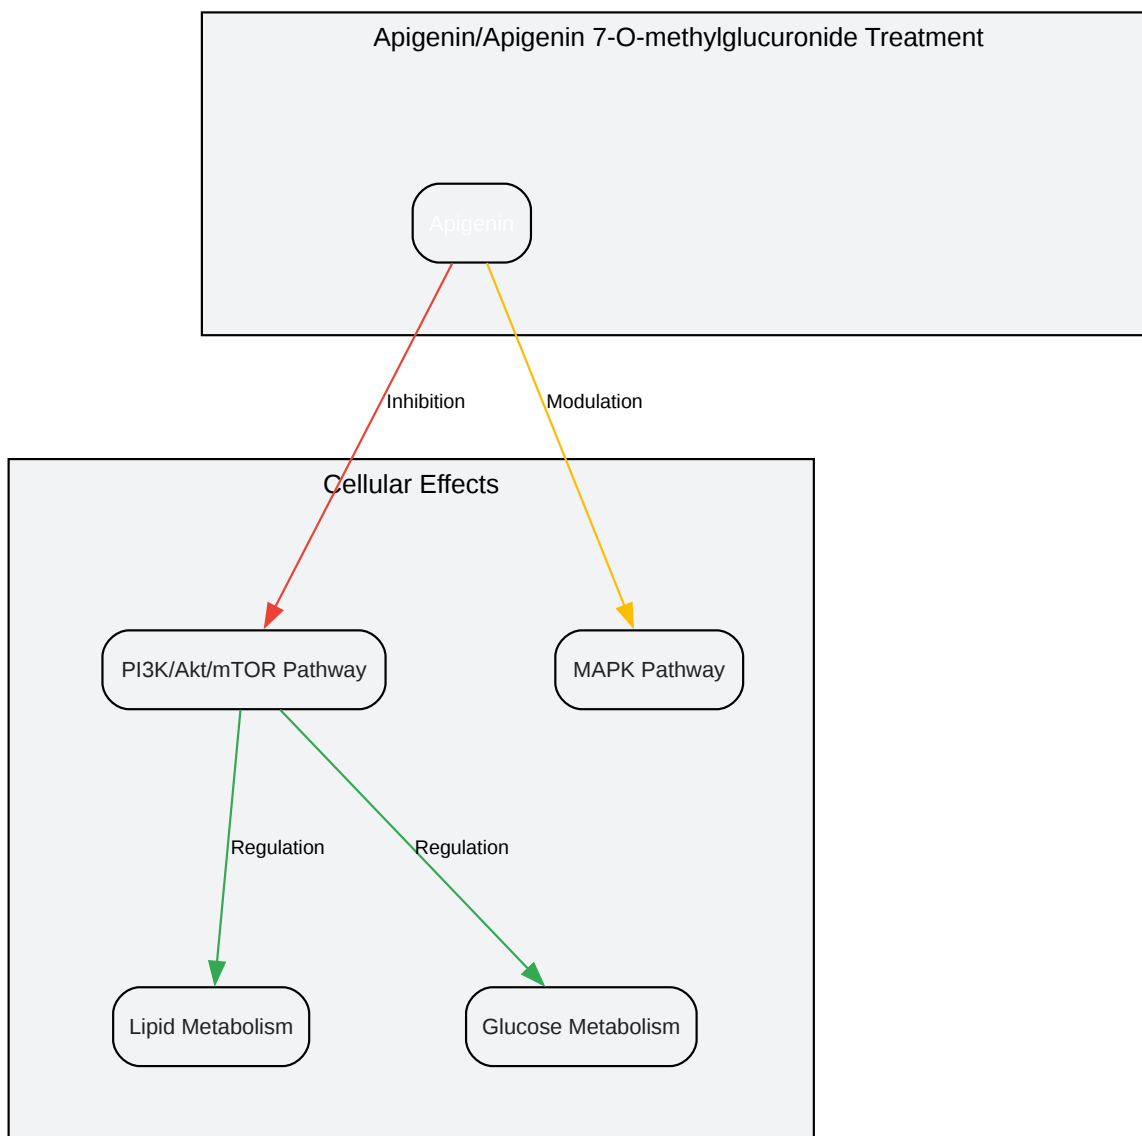 Apigenin/Apigenin 7-O-methylglucuronide Treatment
Apigenin
Inhibition
Modulation
Cellular Effects
PI3K/Akt/mTOR Pathway
MAPK Pathway
Regulation
Regulation
Lipid Metabolism
Glucose Metabolism